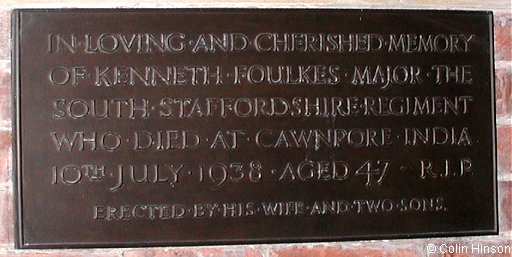 IN·LOVING·AND·CHERISHED·MEMORY
OF·KENNETH·FOULKES·MAJOR·THE
SOUTH·STAFFORDSHIRE·REGIMENT
WHO·DIED·AT·CAWNPORE·INDIA
10TH·JULY·1938·AGED 47·R.I.P
ERECTED·BY·HIS·WIFE·AND·TWO·SONS.
© Colin Hinson